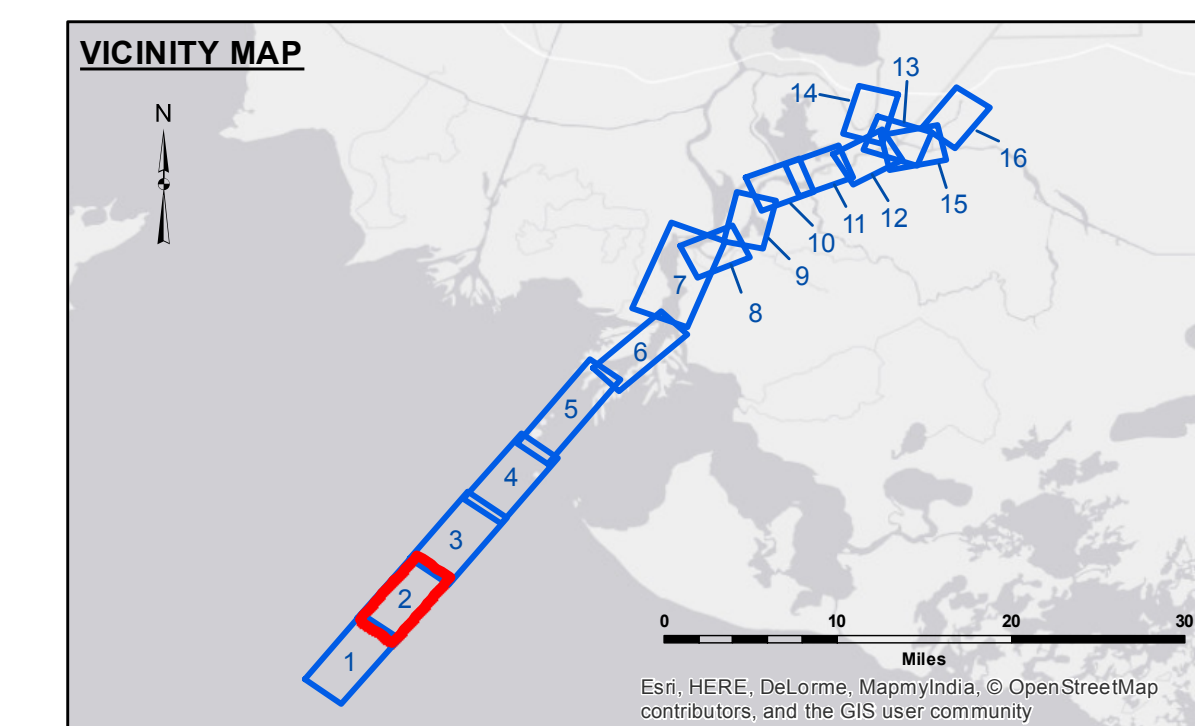 VICINITY MAP
N
13
14
16
15
12
11
10
9
8
7
6
5
4
3
2
1
0 10 20 30
Miles
Esri, HERE, DeLorme, MapmyIndia, © OpenStreetMap
contributors, and the GIS user community